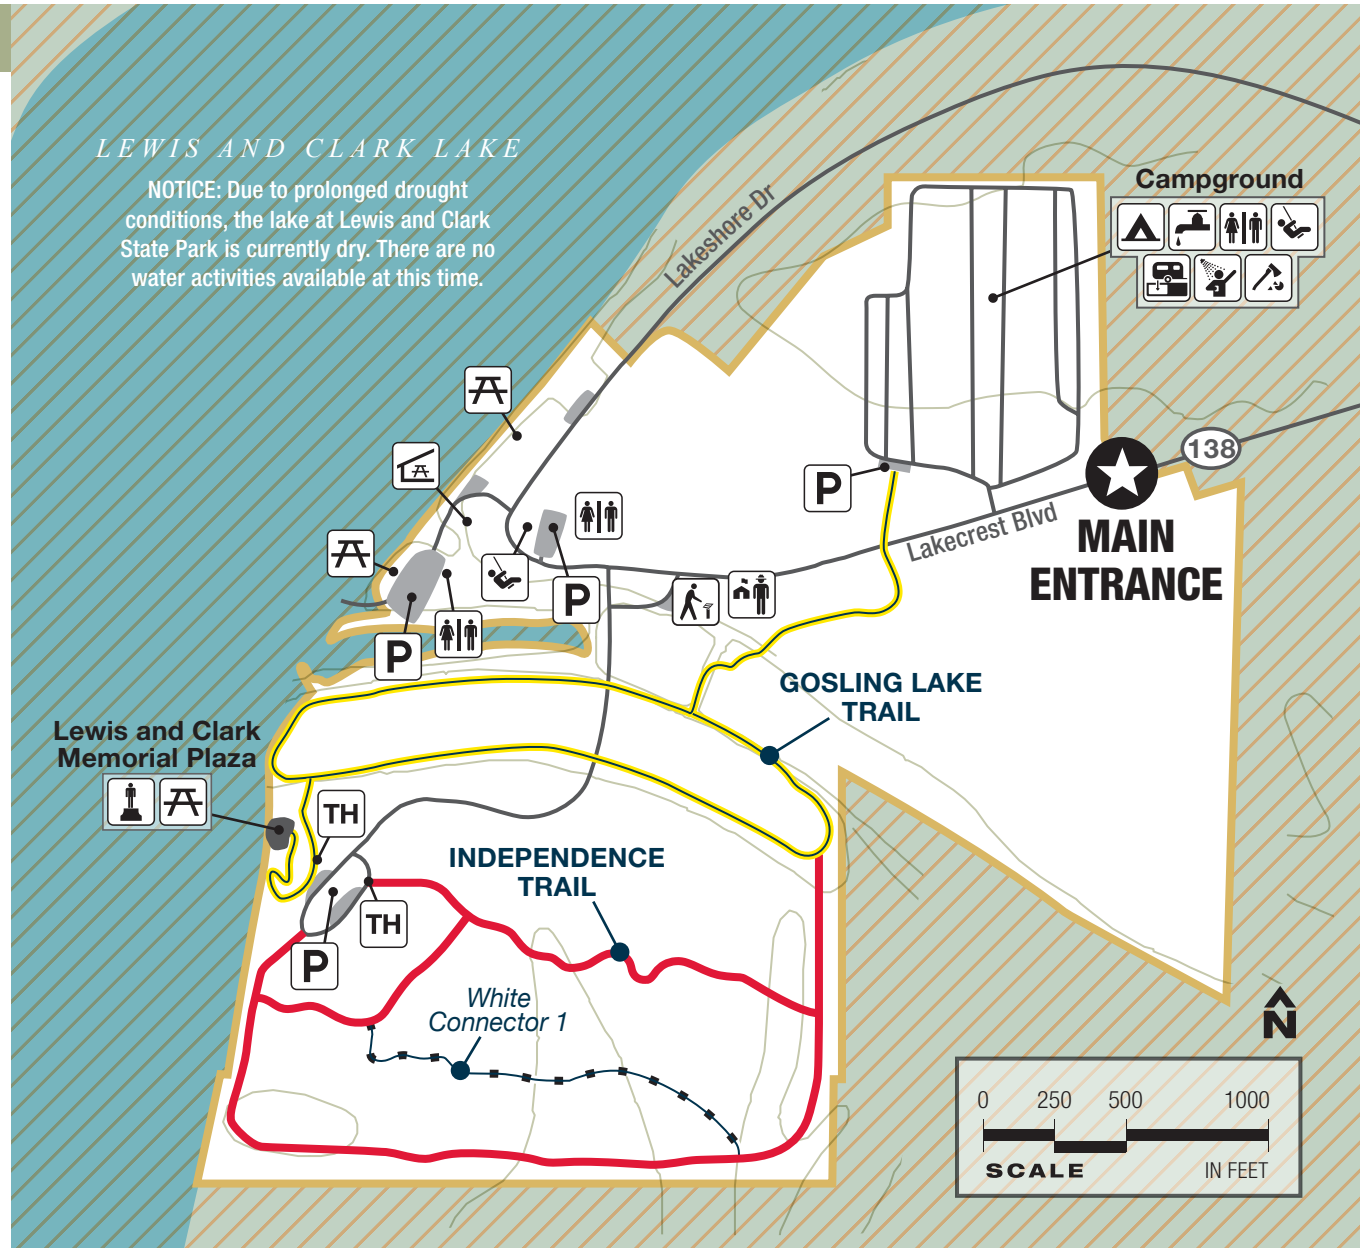 LEWIS AND CLARK LAKE
NOTICE: Due to prolonged drought
conditions, the lake at Lewis and Clark
State Park is currently dry. There are no
water activities available at this time.
Lakeshore Dr
Campground
138
P
Lakecrest Blvd
MAIN
ENTRANCE
P
P
GOSLING LAKE
TRAIL
Lewis and Clark
Memorial Plaza
TH
INDEPENDENCE
TRAIL
TH
P
White
Connector 1
N
0 250 500 1000
SCALE IN FEET